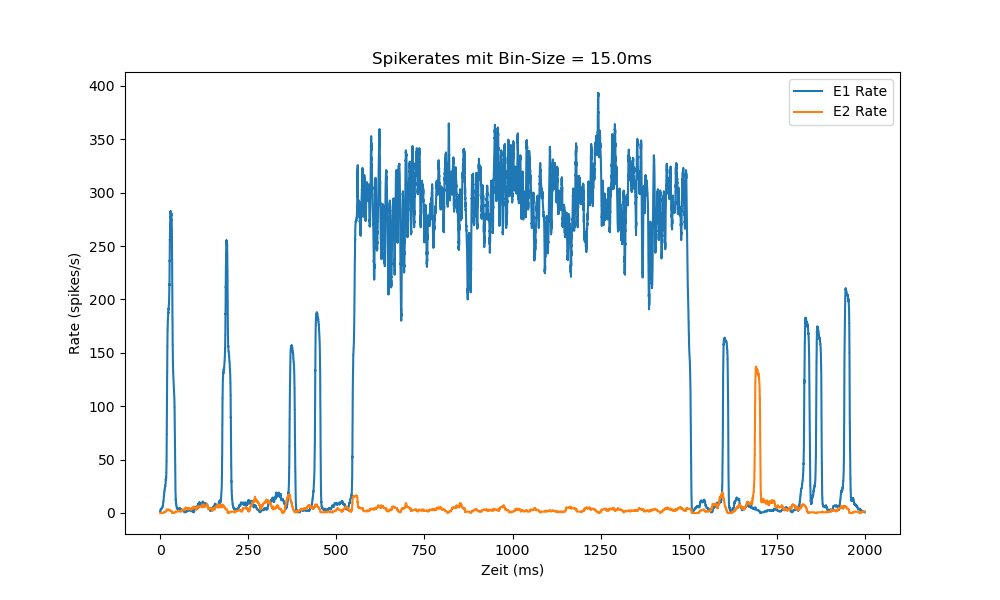 Spikerates mit Bin-Size = 15.0ms
E1 Rate
E2 Rate
400
350
300
250
200
150
100
50
0
Rate (spikes/s)
0 250 500 750 1000 1250 1500 1750 2000
Zeit (ms)